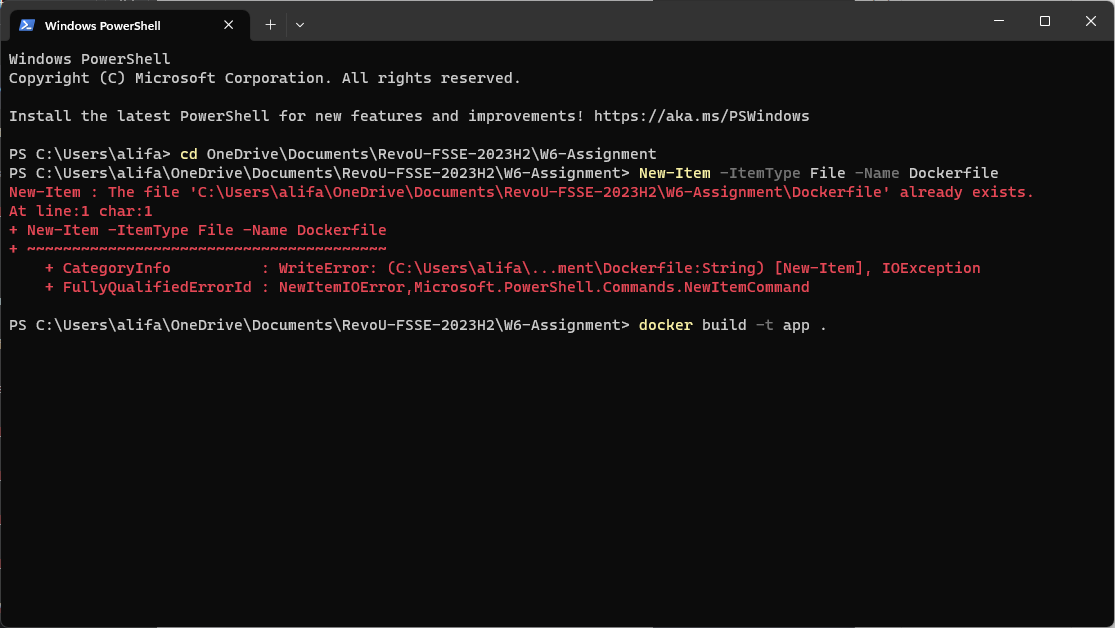 Windows PowerShell
Windows PowerShell
Copyright (C) Microsoft Corporation. All rights reserved.
Install the latest PowerShell for new features and improvements! https://aka.ms/PSWindows
PS C:\Users\alifa> cd OneDrive\Documents\RevoU-FSSE-2023H2\W6-Assignment
PS C:\Users\alifa\OneDrive\Documents\RevoU-FSSE-2023H2\W6-Assignment> New-Item -ItemType File -Name Dockerfile
New-Item : The file 'C:\Users\alifa\OneDrive\Documents\RevoU-FSSE-2023H2\W6-Assignment\Dockerfile' already exists.
At line:1 char:1
+ New-Item -ItemType File -Name Dockerfile
+ ~~~~~~~~~~~~~~~~~~~~~~~~~~~~~~~~~~~~~~~~
    + CategoryInfo          : WriteError: (C:\Users\alifa\...ment\Dockerfile:String) [New-Item], IOException
    + FullyQualifiedErrorId : NewItemIOError,Microsoft.PowerShell.Commands.NewItemCommand
PS C:\Users\alifa\OneDrive\Documents\RevoU-FSSE-2023H2\W6-Assignment> docker build -t app .